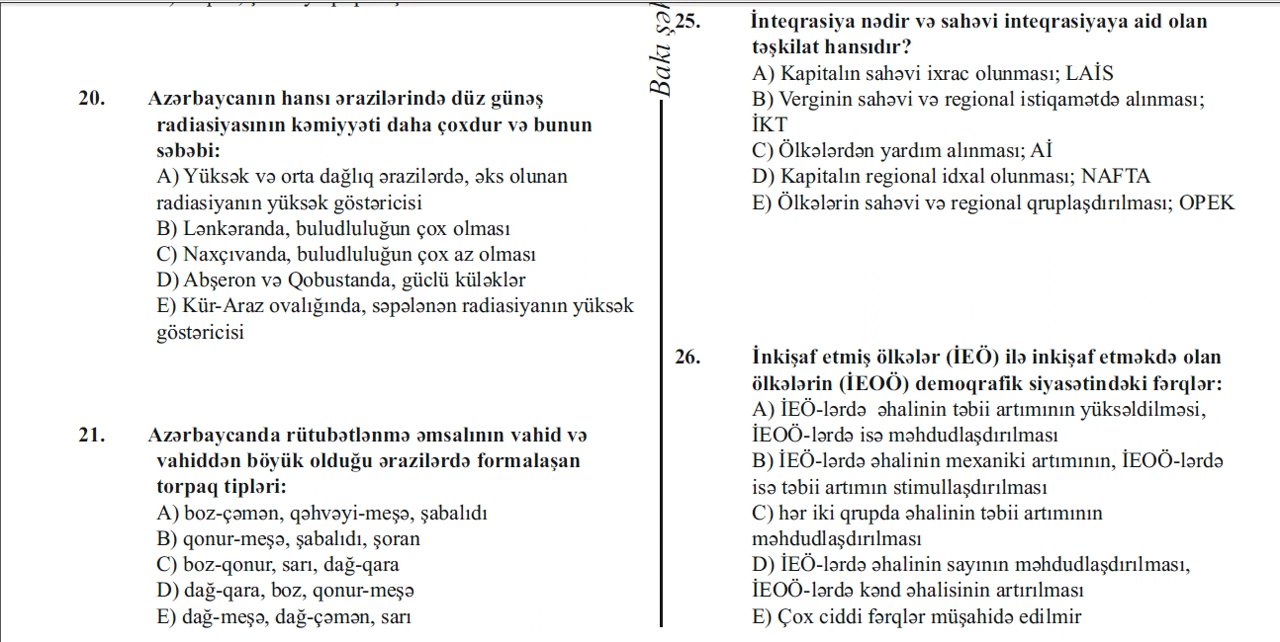 20. Azərbaycanın hansı ərazilərində düz günəş
radiasiyasının kəmiyyəti daha çoxdur və bunun
səbəbi:
A) Yüksək və orta dağlıq ərazilərdə, əks olunan
radiasiyanın yüksək göstəricisi
B) Lənkəranda, buludluluğun çox olması
C) Naxçıvanda, buludluluğun çox az olması
D) Abşeron və Qobustanda, güclü küləklər
E) Kür-Araz ovalığında, səpələnən radiasiyanın yüksək
göstəricisi
21. Azərbaycanda rütubətlənmə əmsalının vahid və
vahiddən böyük olduğu ərazilərdə formalaşan
torpaq tipləri:
A) boz-çəmən, qəhvəyi-meşə, şabalıdı
B) qonur-meşə, şabalıdı, şoran
C) boz-qonur, sarı, dağ-qara
D) dağ-qara, boz, qonur-meşə
E) dağ-meşə, dağ-çəmən, sarı
Bakı
25. İnteqrasiya nədir və sahəvi inteqrasiyaya aid olan
təşkilat hansıdır?
A) Kapitalın sahəvi ixrac olunması; LAİS
B) Verginin sahəvi və regional istiqamətdə alınması;
İKT
C) Ölkələrdən yardım alınması; Aİ
D) Kapitalın regional idxal olunması; NAFTA
E) Ölkələrin sahəvi və regional qruplaşdırılması; OPEK
26. İnkişaf etmiş ölkələr (İEÖ) ilə inkişaf etməkdə olan
ölkələrin (İEOÖ) demoqrafik siyasətindəki fərqlər:
A) İEÖ-lərdə əhalinin təbii artımının yüksəldilməsi,
İEOÖ-lərdə isə məhdudlaşdırılması
B) İEÖ-lərdə əhalinin mexaniki artımının, İEOÖ-lərdə
isə təbii artımın stimullaşdırılması
C) hər iki qrupda əhalinin təbii artımının
məhdudlaşdırılması
D) İEÖ-lərdə əhalinin sayının məhdudlaşdırılması,
İEOÖ-lərdə kənd əhalisinin artırılması
E) Çox ciddi fərqlər müşahidə edilmir